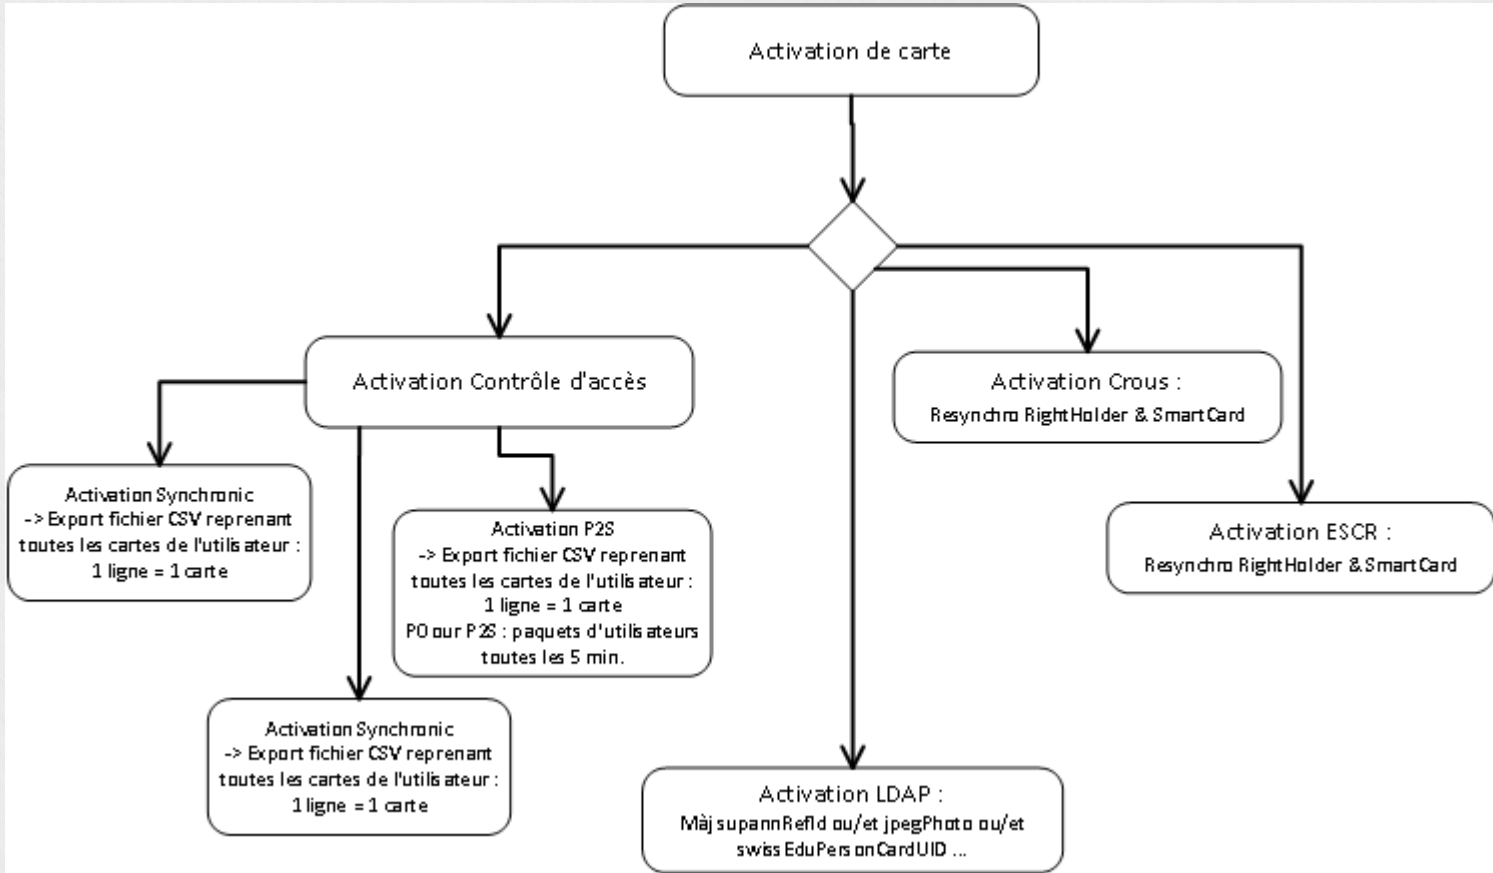 Activation de carte
Activation Contrôle d'accès
Activation Crous :
Resynchro RightHolder & SmartCard
Activation Synchronic
-> Export fichier CSV reprenant
toutes les cartes de l'utilisateur :
1 ligne = 1 carte
Activation P2S
-> Export fichier CSV reprenant
toutes les cartes de l'utilisateur :
1 ligne = 1 carte
POour P2S : paquets d'utilisateurs
toutes les 5 min.
Activation ESCR :
Resynchro RightHolder & SmartCard
Activation Synchronic
-> Export fichier CSV reprenant
toutes les cartes de l'utilisateur :
1 ligne = 1 carte
Activation LDAP :
Màj supannRefId ou/et jpegPhoto ou/et
swissEduPersonCardUID ...